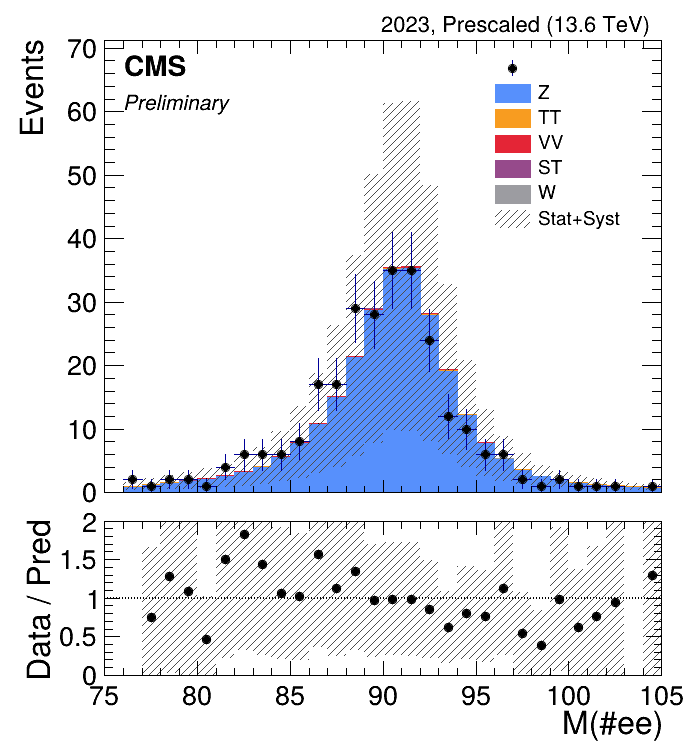 2023, Prescaled (13.6 TeV)
CMS
Preliminary
Z
TT
VV
ST
W
Stat+Syst
Events
70
60
50
40
30
20
10
0
Data / Pred
2
1.5
1
0.5
0
75 80 85 90 95 100 105
M(#ee)